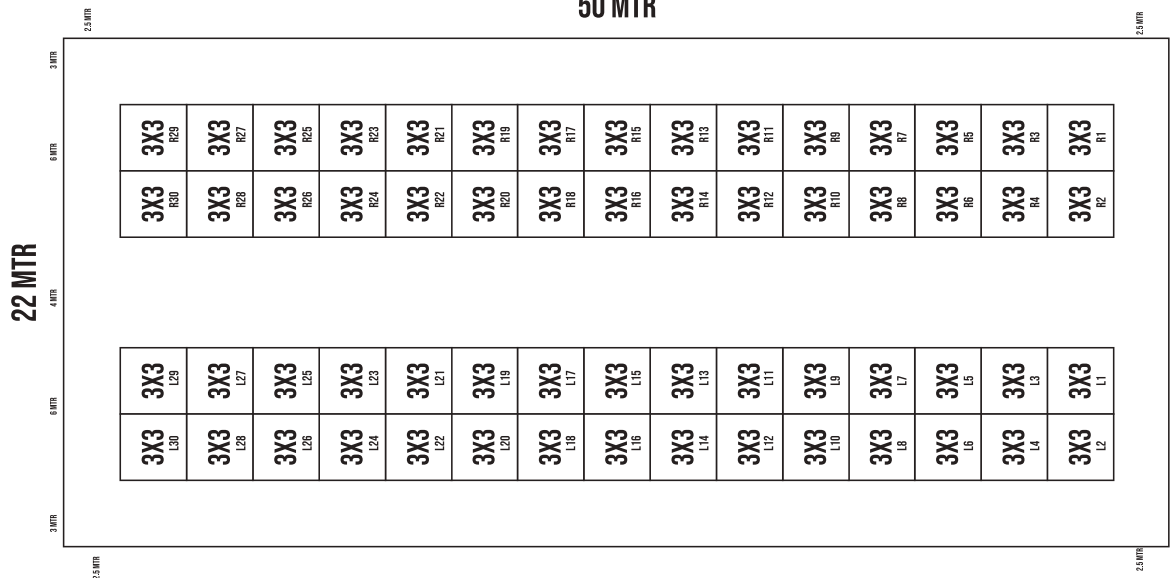 50 MTR
2.5 MTR
2.5 MTR
3 MTR
6 MTR
4 MTR
6 MTR
3 MTR
22 MTR
3X3 R29
3X3 R27
3X3 R25
3X3 R23
3X3 R21
3X3 R19
3X3 R17
3X3 R15
3X3 R13
3X3 R11
3X3 R9
3X3 R7
3X3 R5
3X3 R3
3X3 R1
3X3 R30
3X3 R28
3X3 R26
3X3 R24
3X3 R22
3X3 R20
3X3 R18
3X3 R16
3X3 R14
3X3 R12
3X3 R10
3X3 R8
3X3 R6
3X3 R4
3X3 R2
3X3 L29
3X3 L27
3X3 L25
3X3 L23
3X3 L21
3X3 L19
3X3 L17
3X3 L15
3X3 L13
3X3 L11
3X3 L9
3X3 L7
3X3 L5
3X3 L3
3X3 L1
3X3 L30
3X3 L28
3X3 L26
3X3 L24
3X3 L22
3X3 L20
3X3 L18
3X3 L16
3X3 L14
3X3 L12
3X3 L10
3X3 L8
3X3 L6
3X3 L4
3X3 L2
2.5 MTR
2.5 MTR